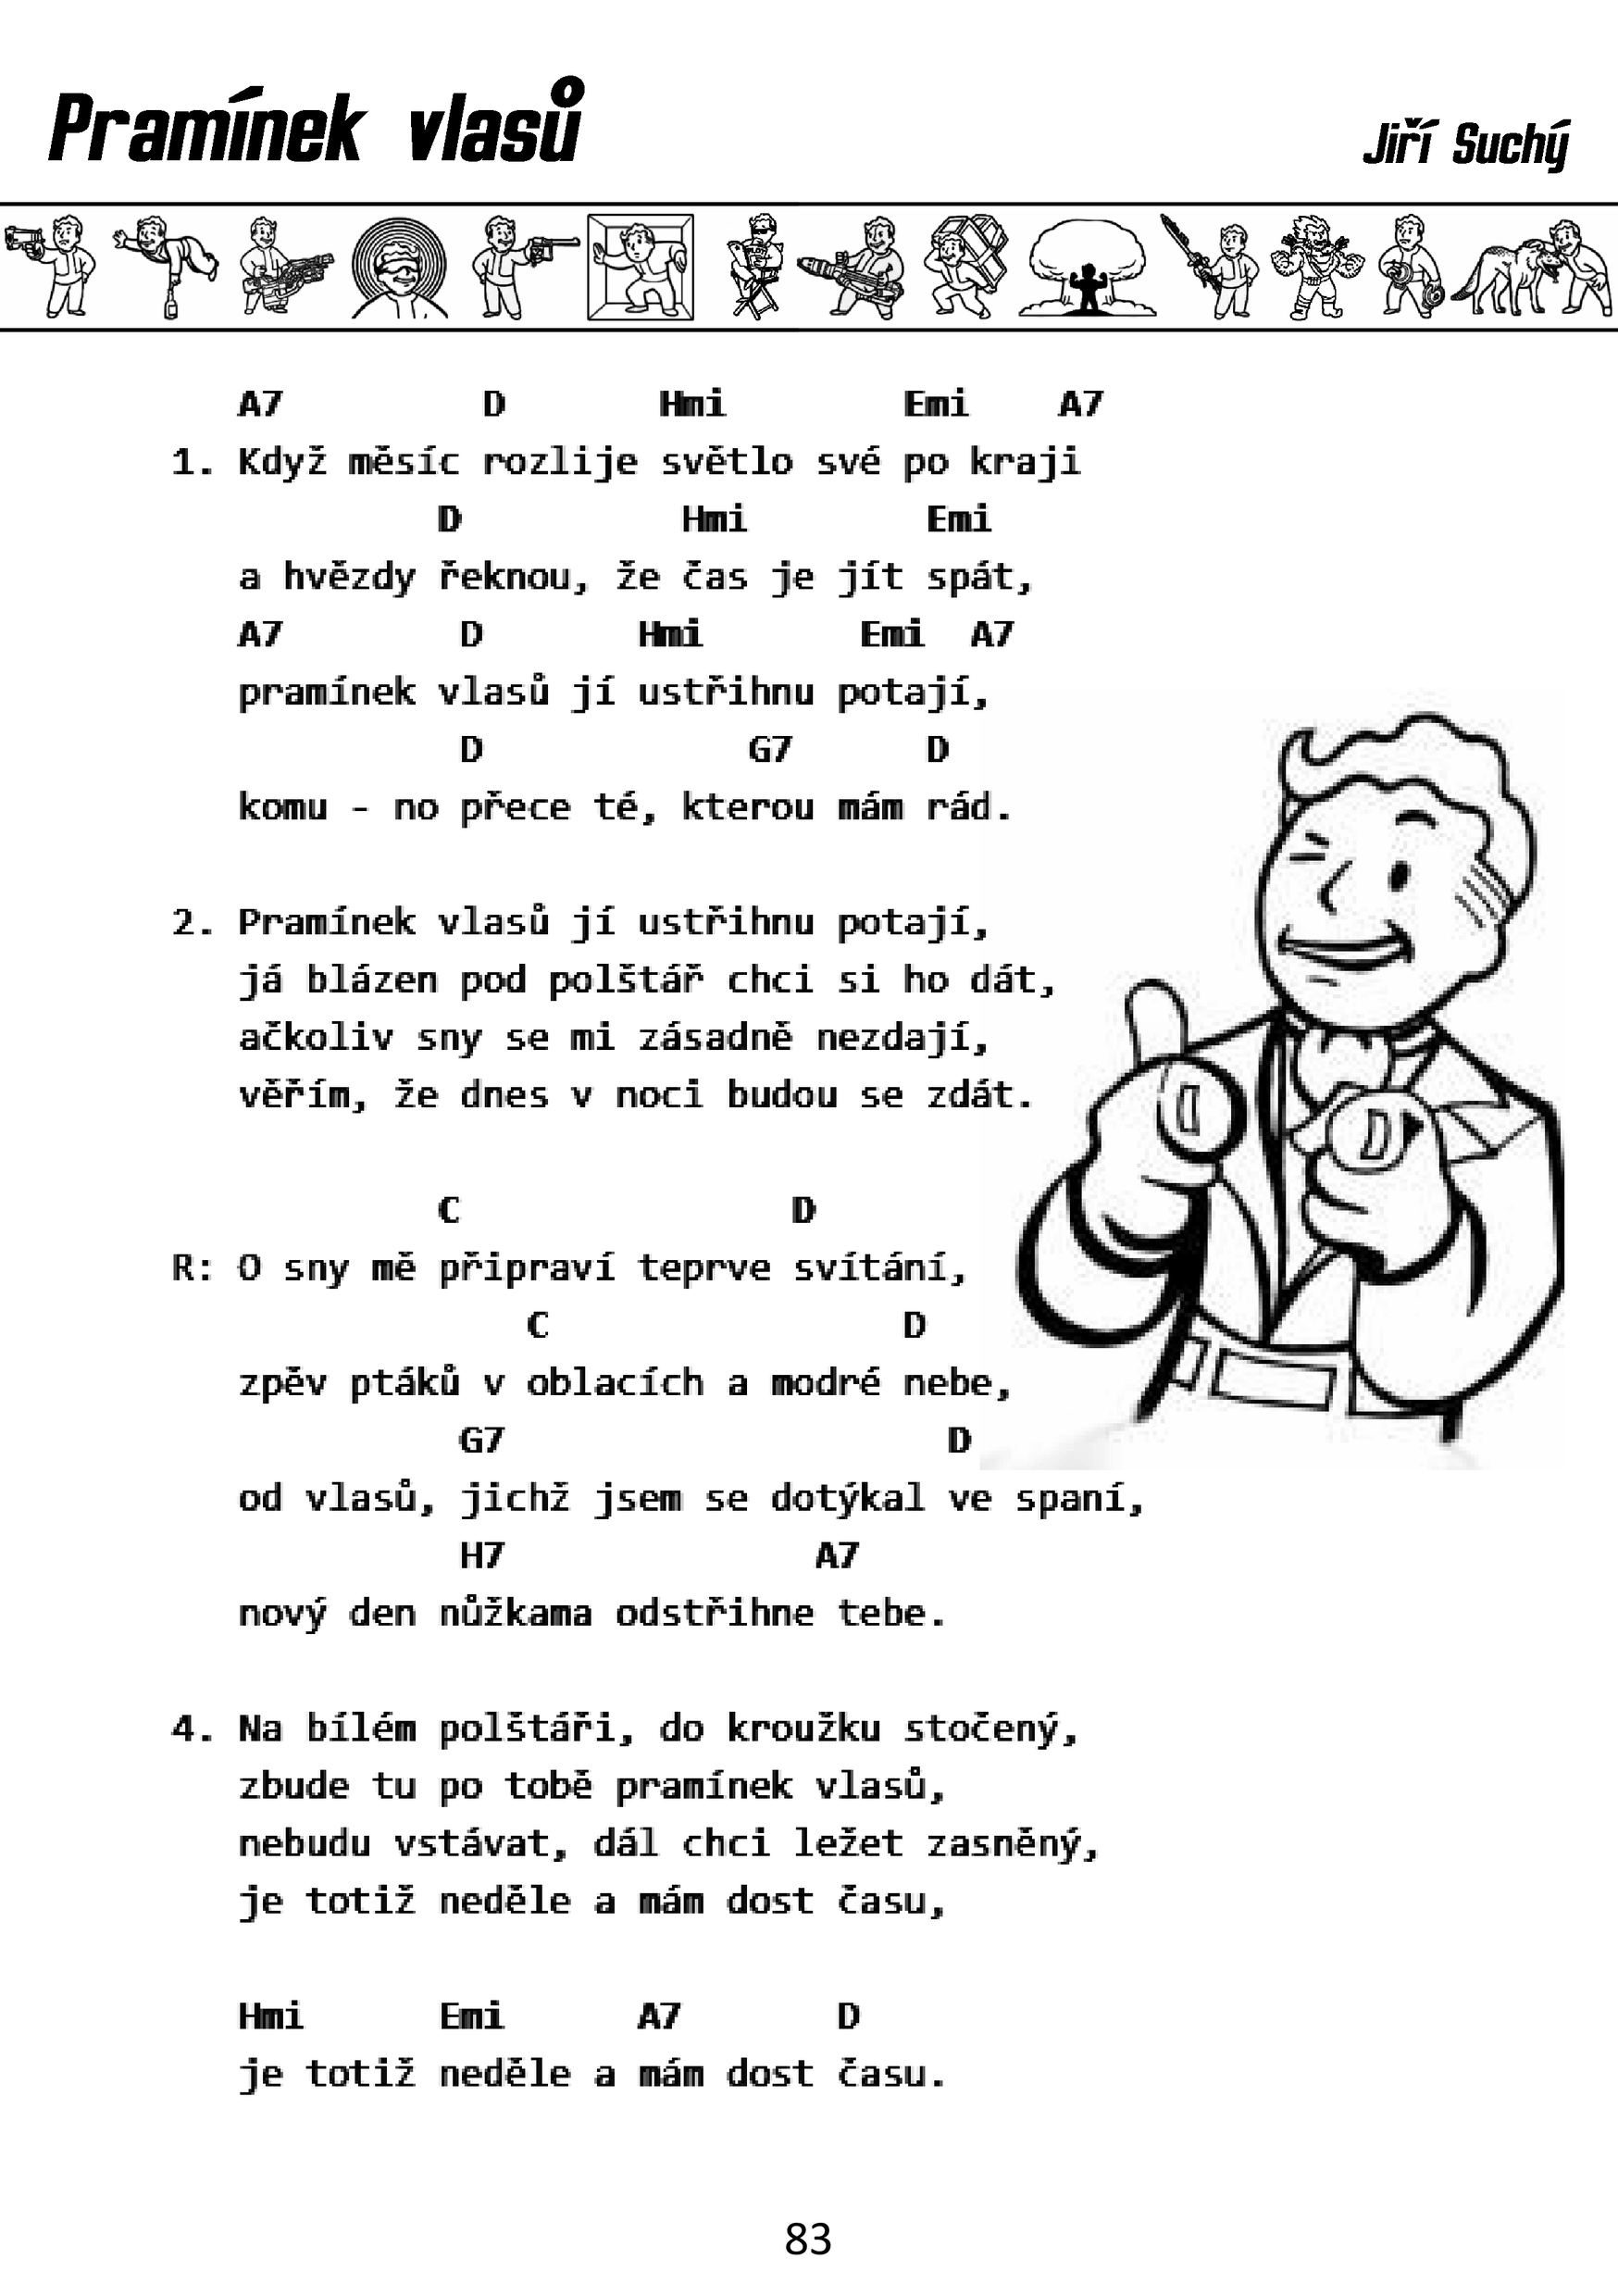 Pramínek vlasů
Jiří Suchý
A7 D Hmi Emi A7
1. Když měsíc rozlije světlo své po kraji
D Hmi Emi
a hvězdy řeknou, že čas je jít spát,
A7 D Hmi Emi A7
pramínek vlasů jí ustřihnu potají,
D G7 D
komu - no přece té, kterou mám rád.
2. Pramínek vlasů jí ustřihnu potají,
já blázen pod polštář chci si ho dát,
ačkoliv sny se mi zásadně nezdají,
věřím, že dnes v noci budou se zdát.
C D
R: O sny mě připraví teprve svítání,
C D
zpěv ptáků v oblacích a modré nebe,
G7 D
od vlasů, jichž jsem se dotýkal ve spaní,
H7 A7
nový den nůžkama odstřihne tebe.
4. Na bílém polštáři, do kroužku stočený,
zbude tu po tobě pramínek vlasů,
nebudu vstávat, dál chci ležet zasněný,
je totiž neděle a mám dost času,
Hmi Emi A7 D
je totiž neděle a mám dost času.
83